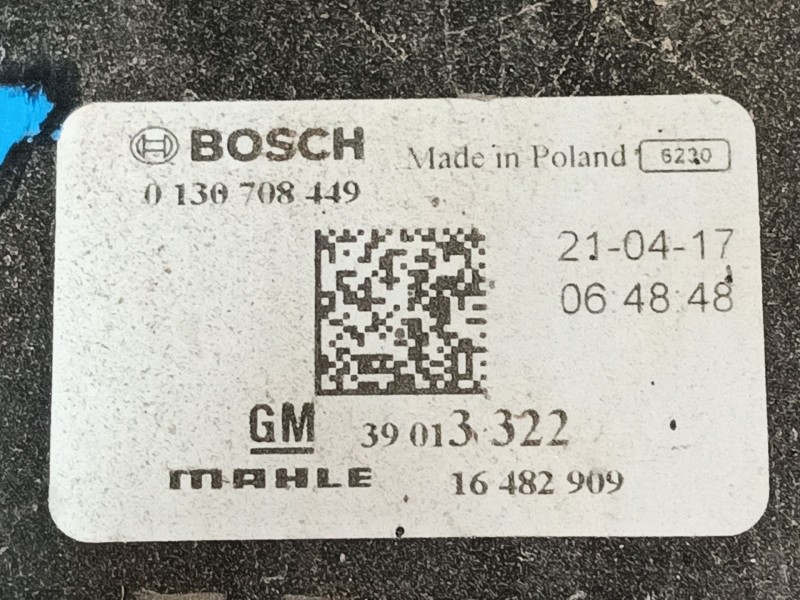 BOSCH Made in Poland 6220
0 130 708 449
21-04-17
06 48 48
GM 39 013 322
MAHLE 16 482 909